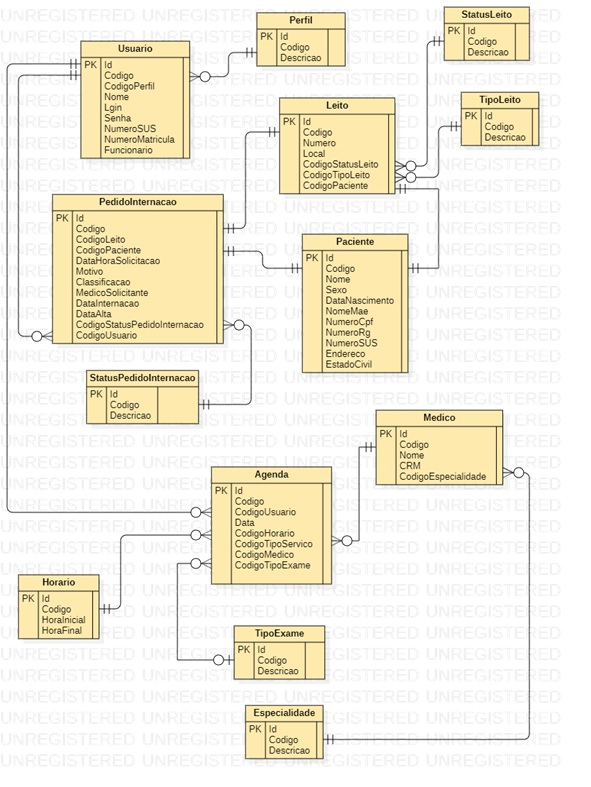 Usuario
PK Id
Codigo
CodigoPerfil
Nome
Lgin
Senha
NumeroSUS
NumeroMatricula
Funcionario
Perfil
PK Id
Codigo
Descricao
StatusLeito
PK Id
Codigo
Descricao
Leito
PK Id
Codigo
Numero
Local
CodigoStatusLeito
CodigoTipoLeito
CodigoPaciente
TipoLeito
PK Id
Codigo
Descricao
PedidoInternacao
PK Id
Codigo
CodigoLeito
CodigoPaciente
DataHoraSolicitacao
Motivo
Classificacao
MedicoSolicitante
DataInternacao
DataAlta
CodigoStatusPedidoInternacao
CodigoUsuario
Paciente
PK Id
Codigo
Nome
Sexo
DataNascimento
NomeMae
NumeroCpf
NumeroRg
NumeroSUS
Endereco
EstadoCivil
StatusPedidoInternacao
PK Id
Codigo
Descricao
Medico
PK Id
Codigo
Nome
CRM
CodigoEspecialidade
Agenda
PK Id
Codigo
CodigoUsuario
Data
CodigoHorario
CodigoTipoServico
CodigoMedico
CodigoTipoExame
Horario
PK Id
Codigo
HoraInicial
HoraFinal
TipoExame
PK Id
Codigo
Descricao
Especialidade
PK Id
Codigo
Descricao
UNREGISTERED